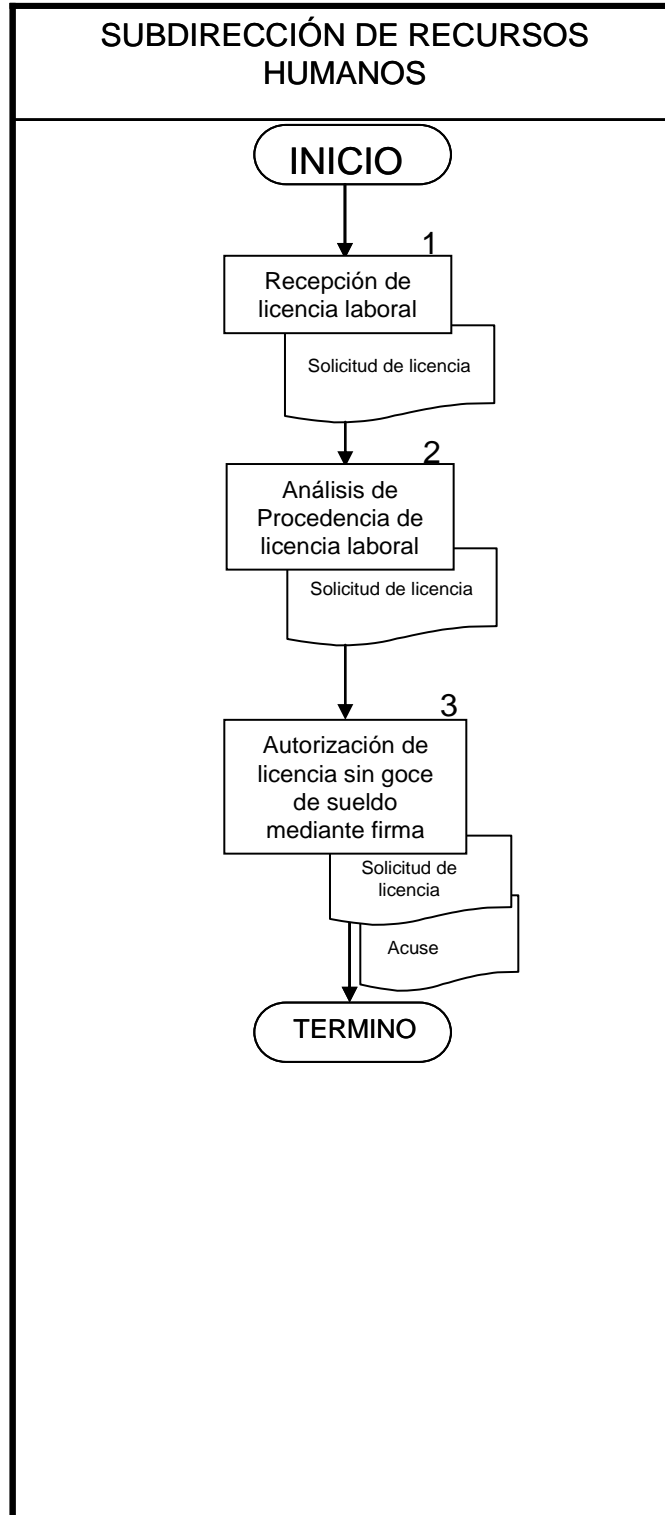 SUBDIRECCIÓN DE RECURSOS
HUMANOS
INICIO
1
Recepción de
licencia laboral
Solicitud de licencia
2
Análisis de
Procedencia de
licencia laboral
Solicitud de licencia
3
Autorización de
licencia sin goce
de sueldo
mediante firma
Solicitud de
licencia
Acuse
TERMINO